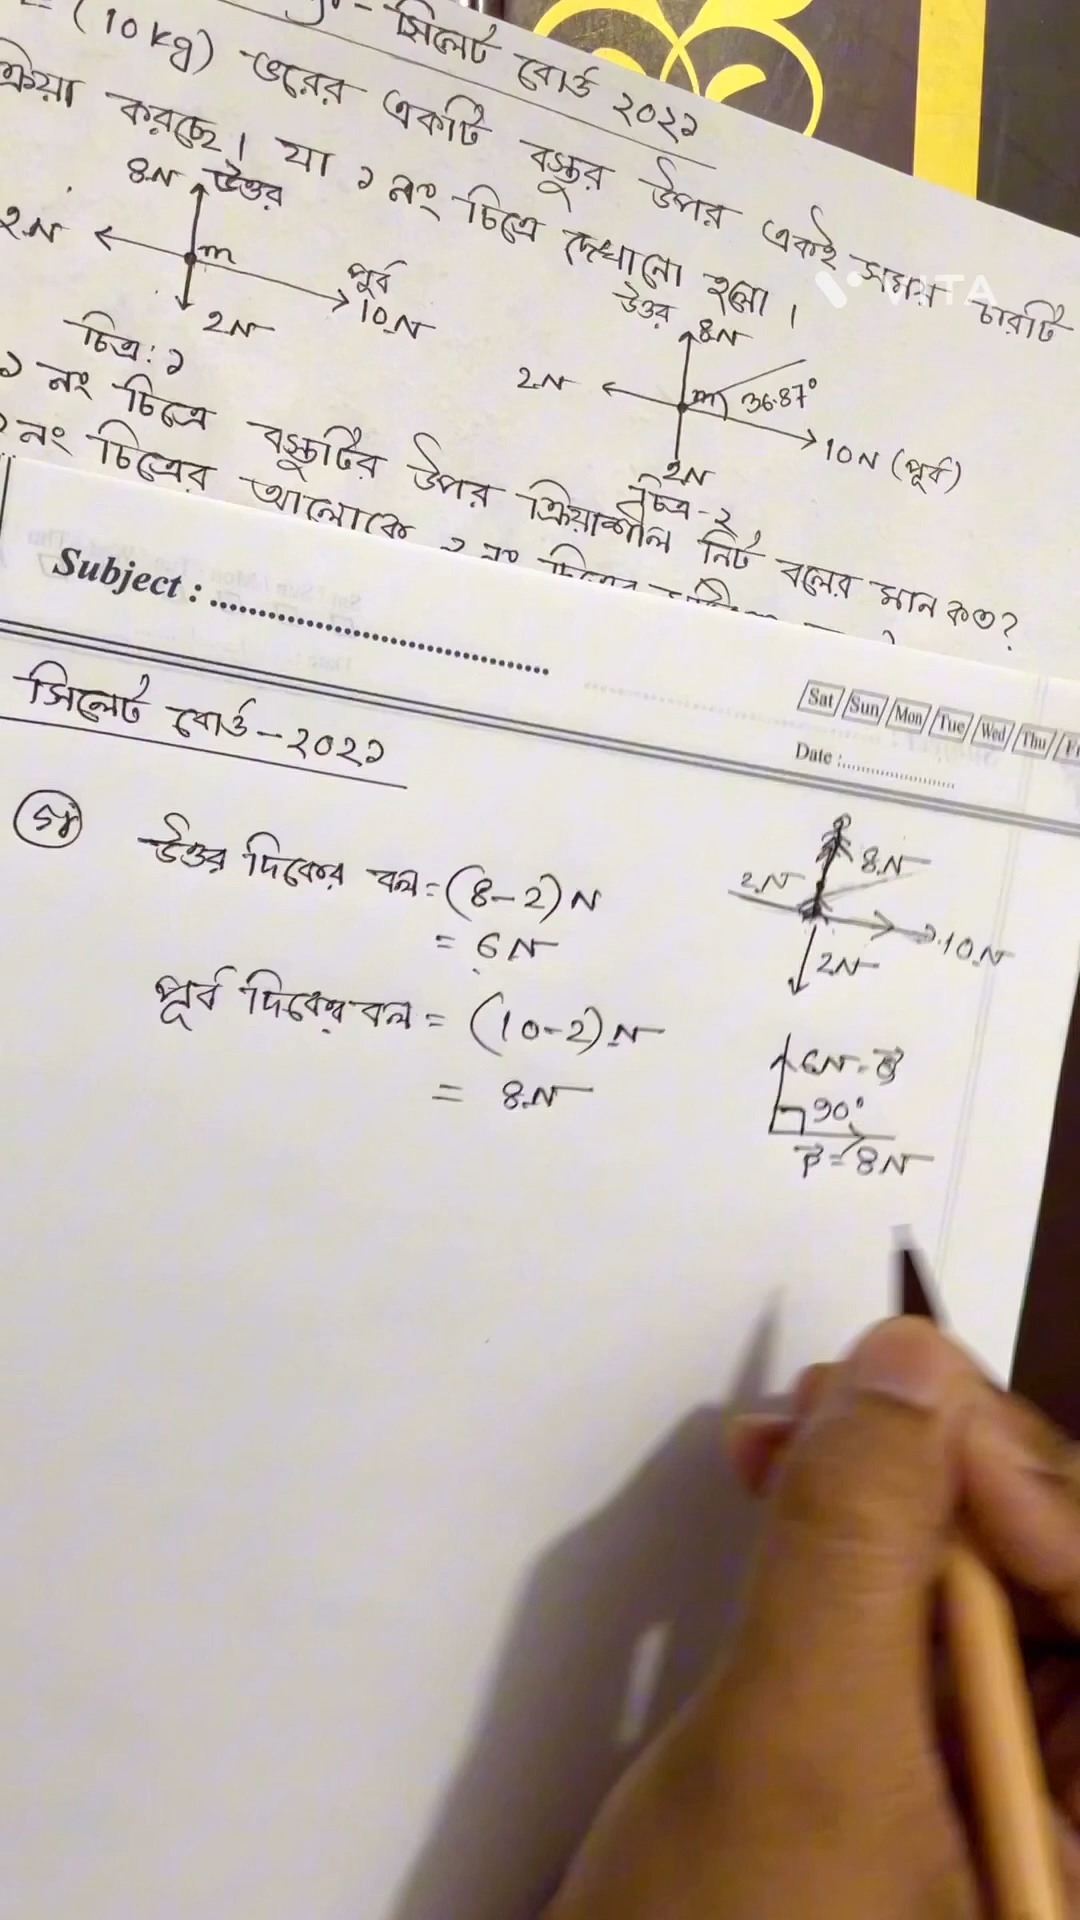 সিলেট বোর্ড ২০২১
(10 kg) ভরের একটি বস্তুর উপর একই সময় চারটি
ক্রিয়া করছে। যা ১ নং চিত্রে দেখানো হলো।
8N উত্তর
2N
m
পূর্ব
10N
2N
চিত্র: ১
উত্তর
8N
2N
m
36.87°
10N (পূর্ব)
2N
চিত্র-২
১ নং চিত্রে বস্তুটির উপর ক্রিয়াশীল নিট বলের মান কত?
নং চিত্রের আলোকে
VITA
Subject :
Sat Sun Mon Tue Wed Thu
Date :
সিলেট বোর্ড-২০২১
গ
উত্তর দিকের বল = (8-2)N
= 6N
পূর্ব দিকের বল = (10-2)N
= 8N
8N
2N
10N
2N
6N = Q
90°
P = 8N